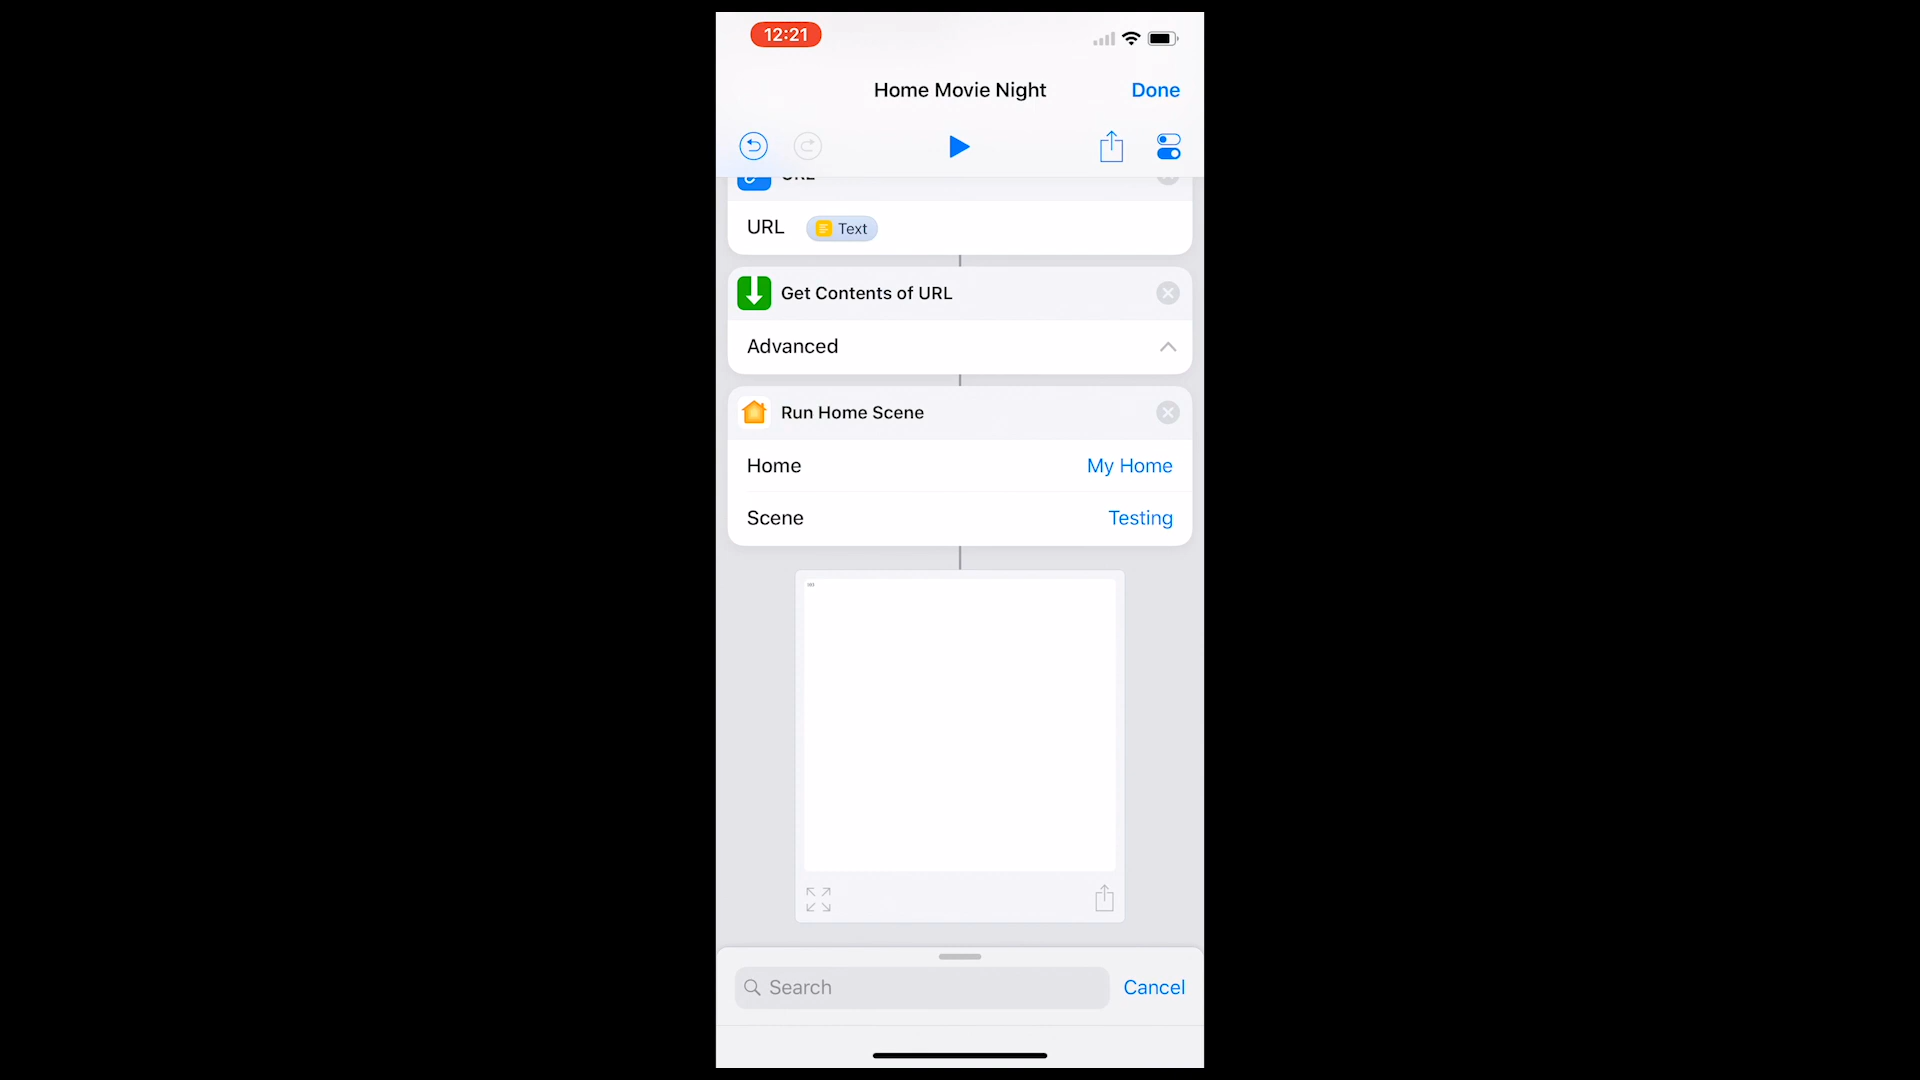 12:21
Home Movie Night
Done
URL
URL
Text
Get Contents of URL
Advanced
Run Home Scene
Home
My Home
Scene
Testing
Search
Cancel